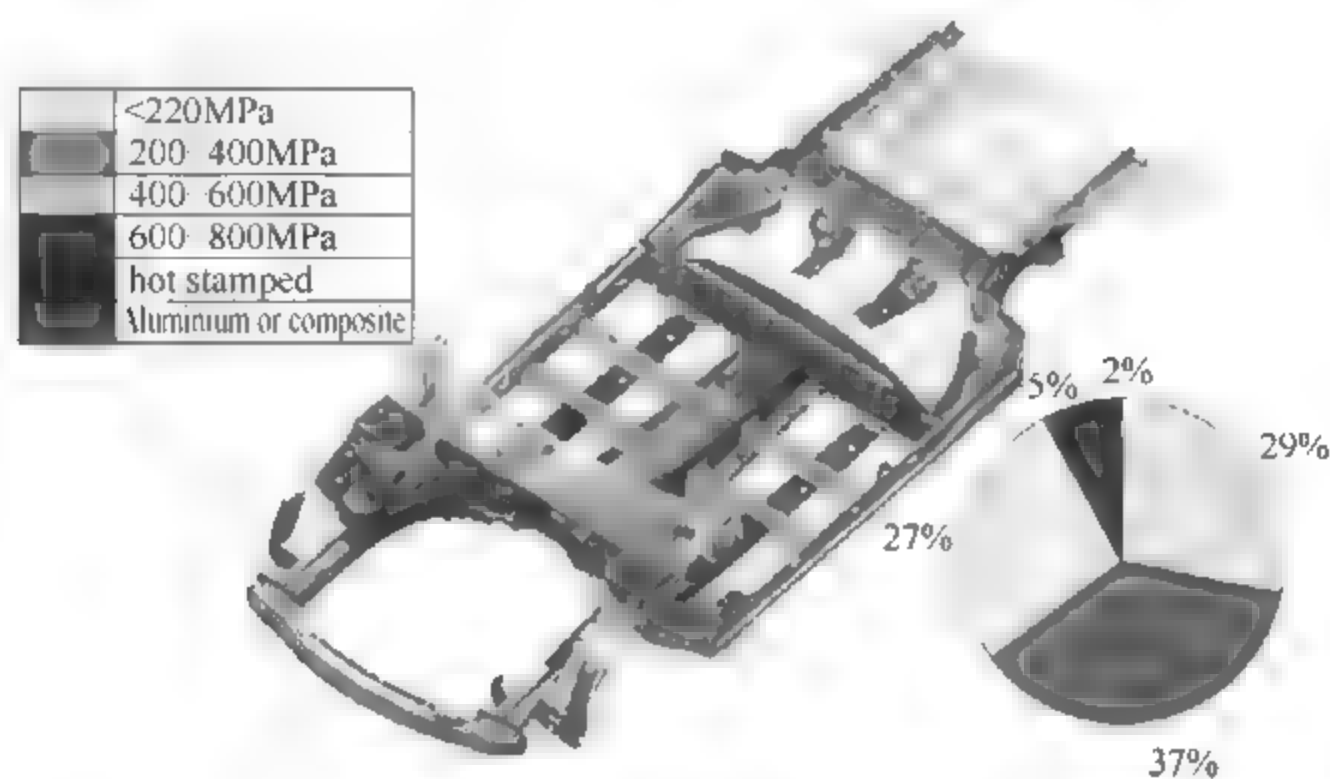 <220MPa
200 400MPa
400 600MPa
600 800MPa
hot stamped
Aluminium or composite
5% 2%
29%
27%
37%